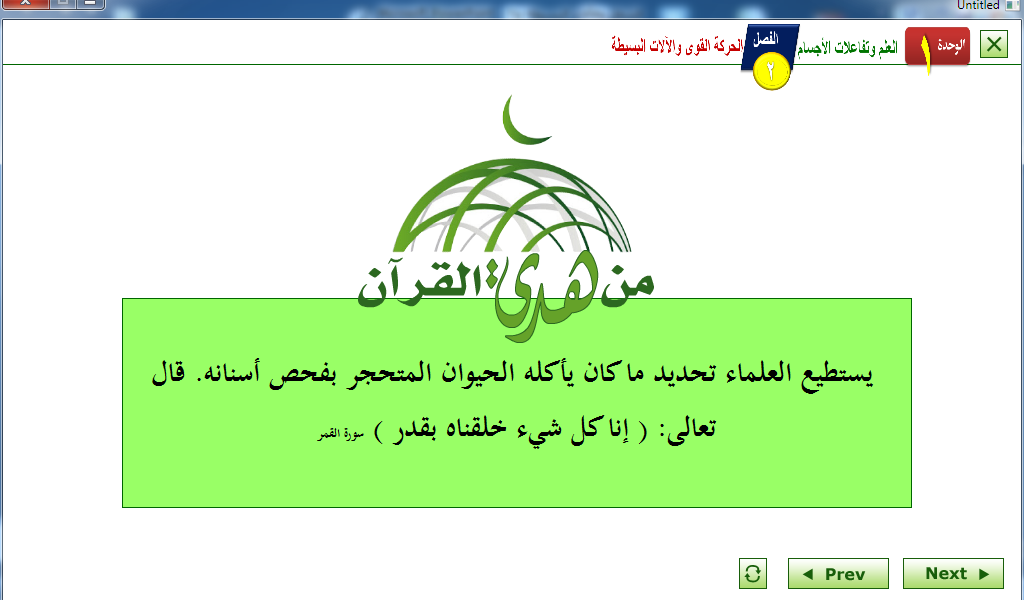 Untitled
الوحدة ١ العلم وتفاعلات الأجسام الفصل ٢ الحركة القوى والآلات البسيطة
من هدي القرآن
يستطيع العلماء تحديد ما كان يأكله الحيوان المتحجر بفحص أسنانه. قال
تعالى: ( إنا كل شيء خلقناه بقدر ) سورة القمر
Prev Next